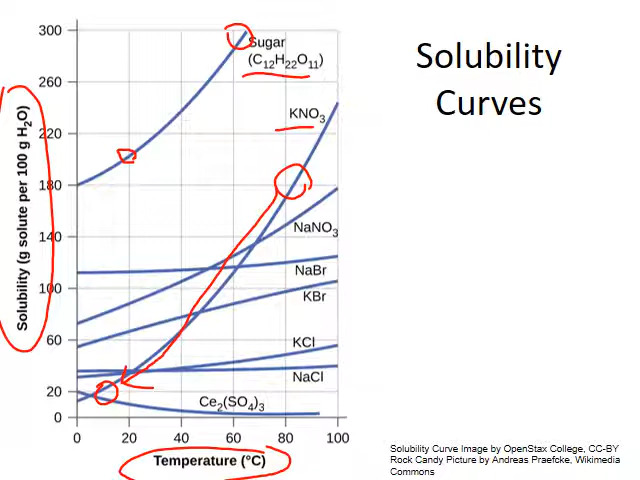 Solubility
Curves
300
260
220
180
140
100
60
20
0
Solubility (g solute per 100 g H₂O)
Sugar
(C₁₂H₂₂O₁₁)
KNO₃
NaNO₃
NaBr
KBr
KCl
NaCl
Ce₂(SO₄)₃
0 20 40 60 80 100
Temperature (°C)
Solubility Curve Image by OpenStax College, CC-BY
Rock Candy Picture by Andreas Praefcke, Wikimedia
Commons